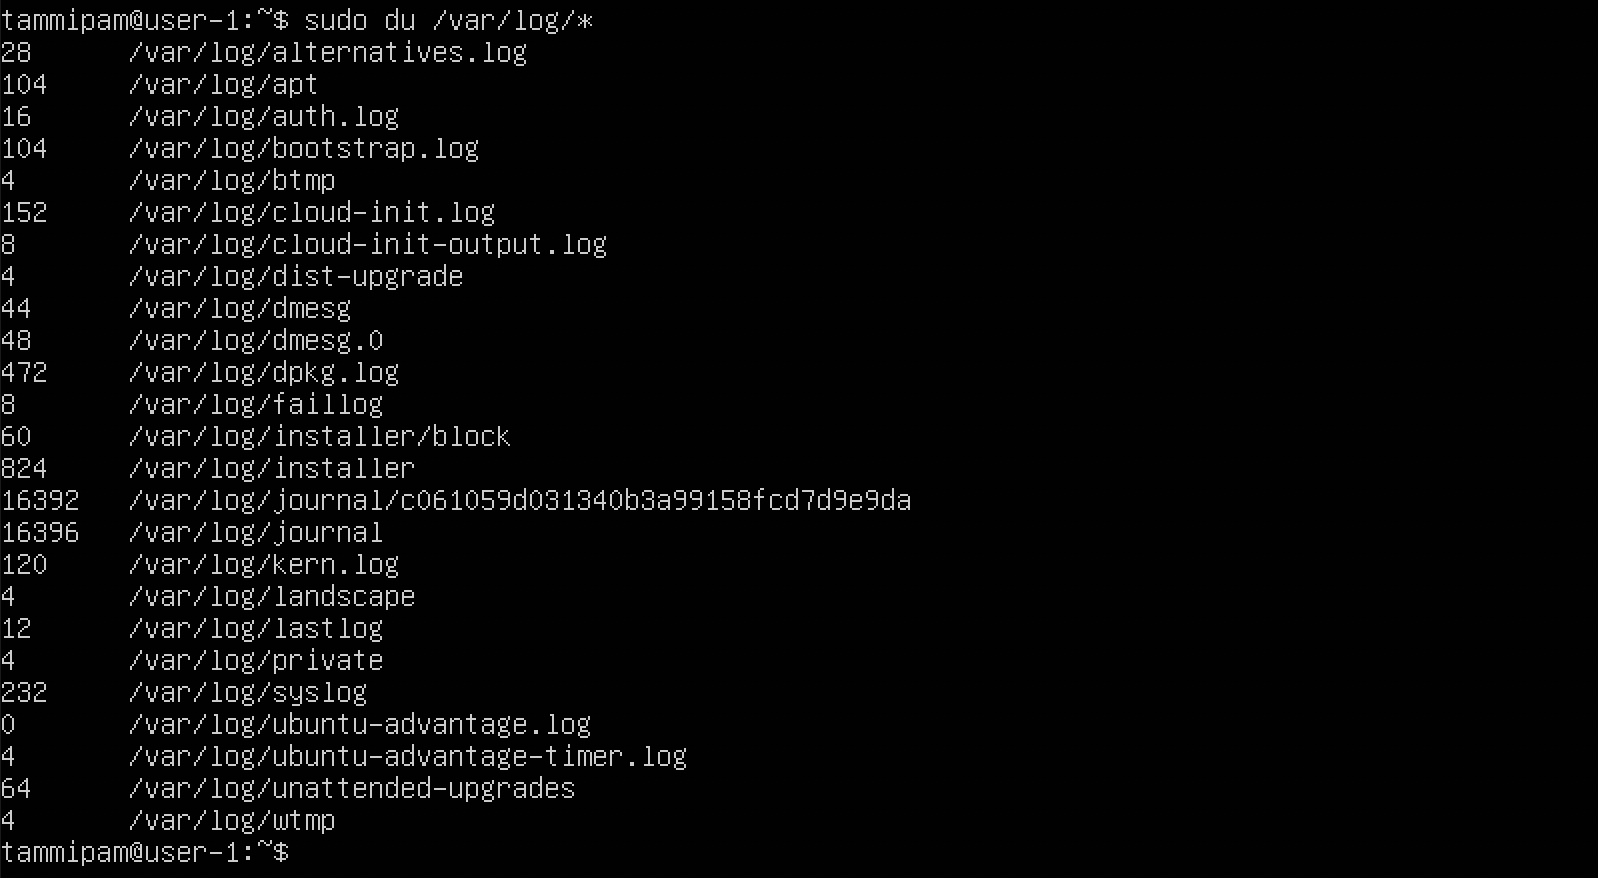 tammipam@user-1:~$ sudo du /var/log/*
28      /var/log/alternatives.log
104     /var/log/apt
16      /var/log/auth.log
104     /var/log/bootstrap.log
4       /var/log/btmp
152     /var/log/cloud-init.log
8       /var/log/cloud-init-output.log
4       /var/log/dist-upgrade
44      /var/log/dmesg
48      /var/log/dmesg.0
472     /var/log/dpkg.log
8       /var/log/faillog
60      /var/log/installer/block
824     /var/log/installer
16392   /var/log/journal/c061059d031340b3a99158fcd7d9e9da
16396   /var/log/journal
120     /var/log/kern.log
4       /var/log/landscape
12      /var/log/lastlog
4       /var/log/private
232     /var/log/syslog
0       /var/log/ubuntu-advantage.log
4       /var/log/ubuntu-advantage-timer.log
64      /var/log/unattended-upgrades
4       /var/log/wtmp
tammipam@user-1:~$